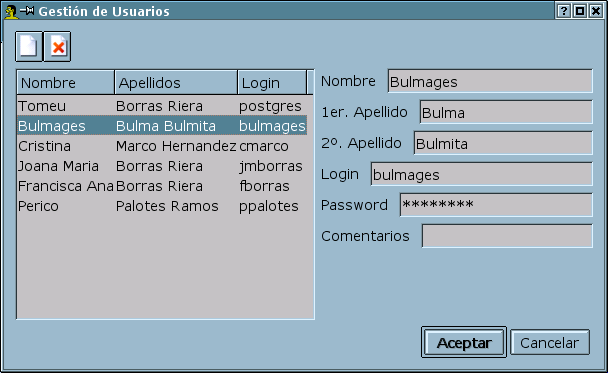 Gestión de Usuarios
Nombre Apellidos Login
Tomeu Borras Riera postgres
Bulmages Bulma Bulmita bulmages
Cristina Marco Hernandez cmarco
Joana Maria Borras Riera jmborras
Francisca Ana Borras Riera fborras
Perico Palotes Ramos ppalotes
Nombre Bulmages
1er. Apellido Bulma
2º. Apellido Bulmita
Login bulmages
Password ********
Comentarios
Aceptar Cancelar